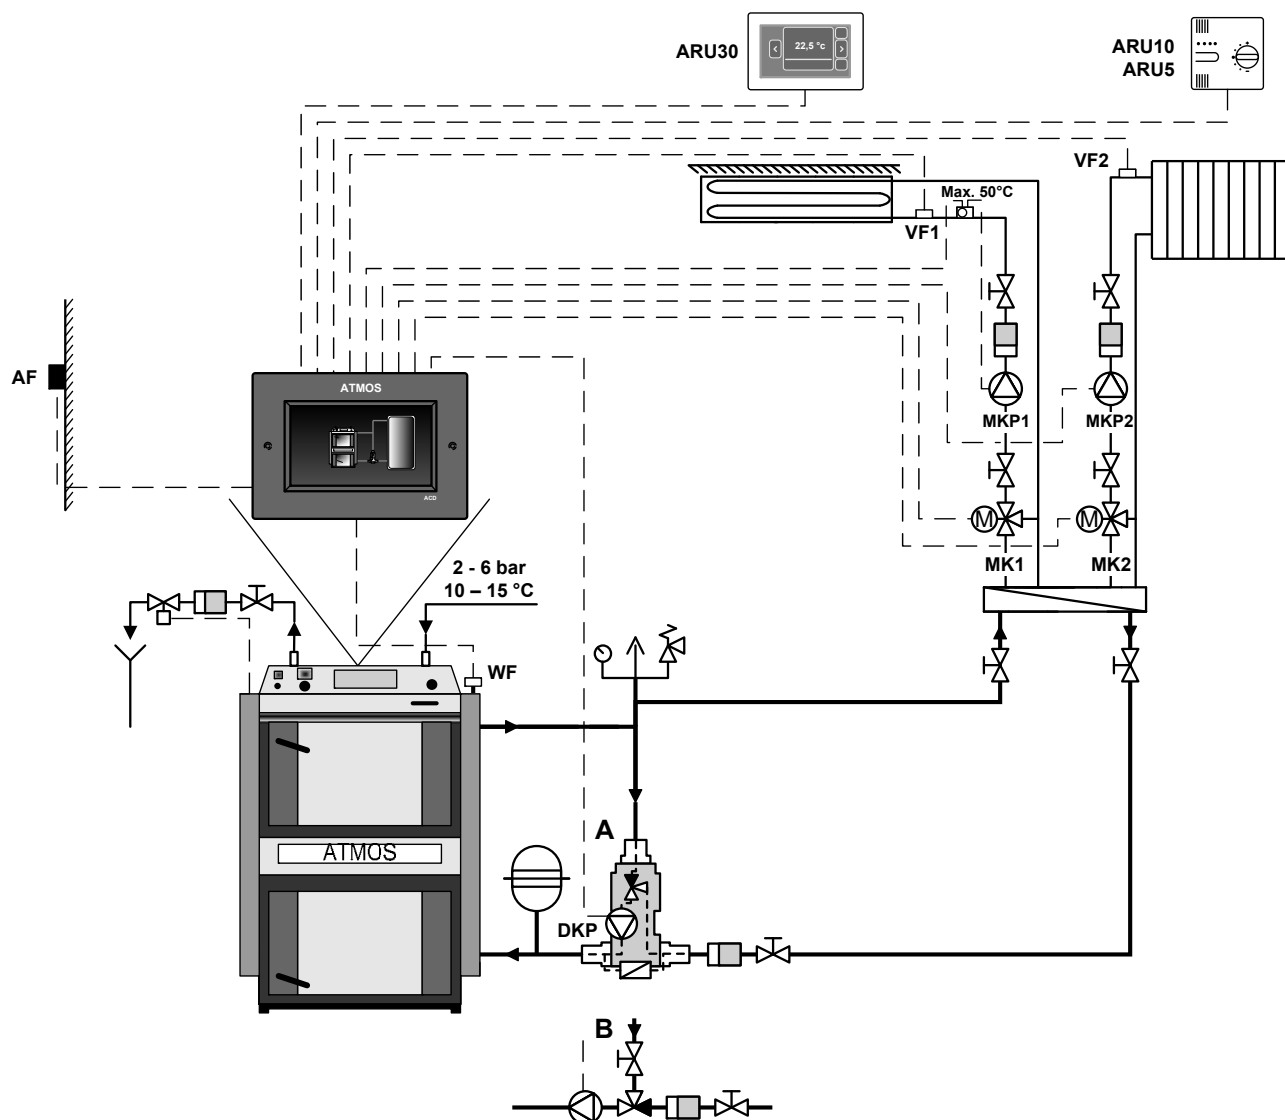 ARU30
22,5 °c
ARU10
ARU5
VF2
Max. 50°C
VF1
AF
ATMOS
ACD
MKP1
MKP2
M
M
MK1
MK2
2 - 6 bar
10 – 15 °C
WF
A
ATMOS
DKP
B